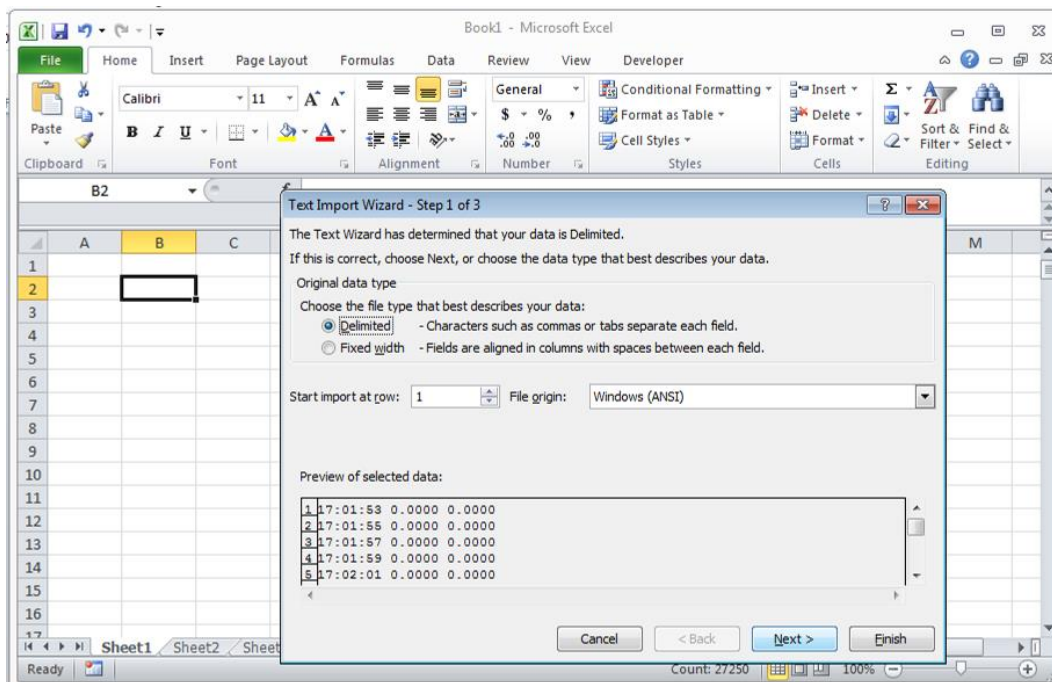 Book1 - Microsoft Excel
File Home Insert Page Layout Formulas Data Review View Developer
Paste
Calibri 11 A A
B I U A
General
$ % ,
Conditional Formatting
Format as Table
Cell Styles
Insert
Delete
Format
Σ
Sort & Filter
Find & Select
Clipboard Font Alignment Number Styles Cells Editing
B2
A B C M
1
2
3
4
5
6
7
8
9
10
11
12
13
14
15
16
17
Text Import Wizard - Step 1 of 3
The Text Wizard has determined that your data is Delimited.
If this is correct, choose Next, or choose the data type that best describes your data.
Original data type
Choose the file type that best describes your data:
Delimited - Characters such as commas or tabs separate each field.
Fixed width - Fields are aligned in columns with spaces between each field.
Start import at row: 1 File origin: Windows (ANSI)
Preview of selected data:
1 17:01:53 0.0000 0.0000
2 17:01:55 0.0000 0.0000
3 17:01:57 0.0000 0.0000
4 17:01:59 0.0000 0.0000
5 17:02:01 0.0000 0.0000
Cancel < Back Next > Finish
Sheet1 Sheet2 Sheet
Ready Count: 27250 100%